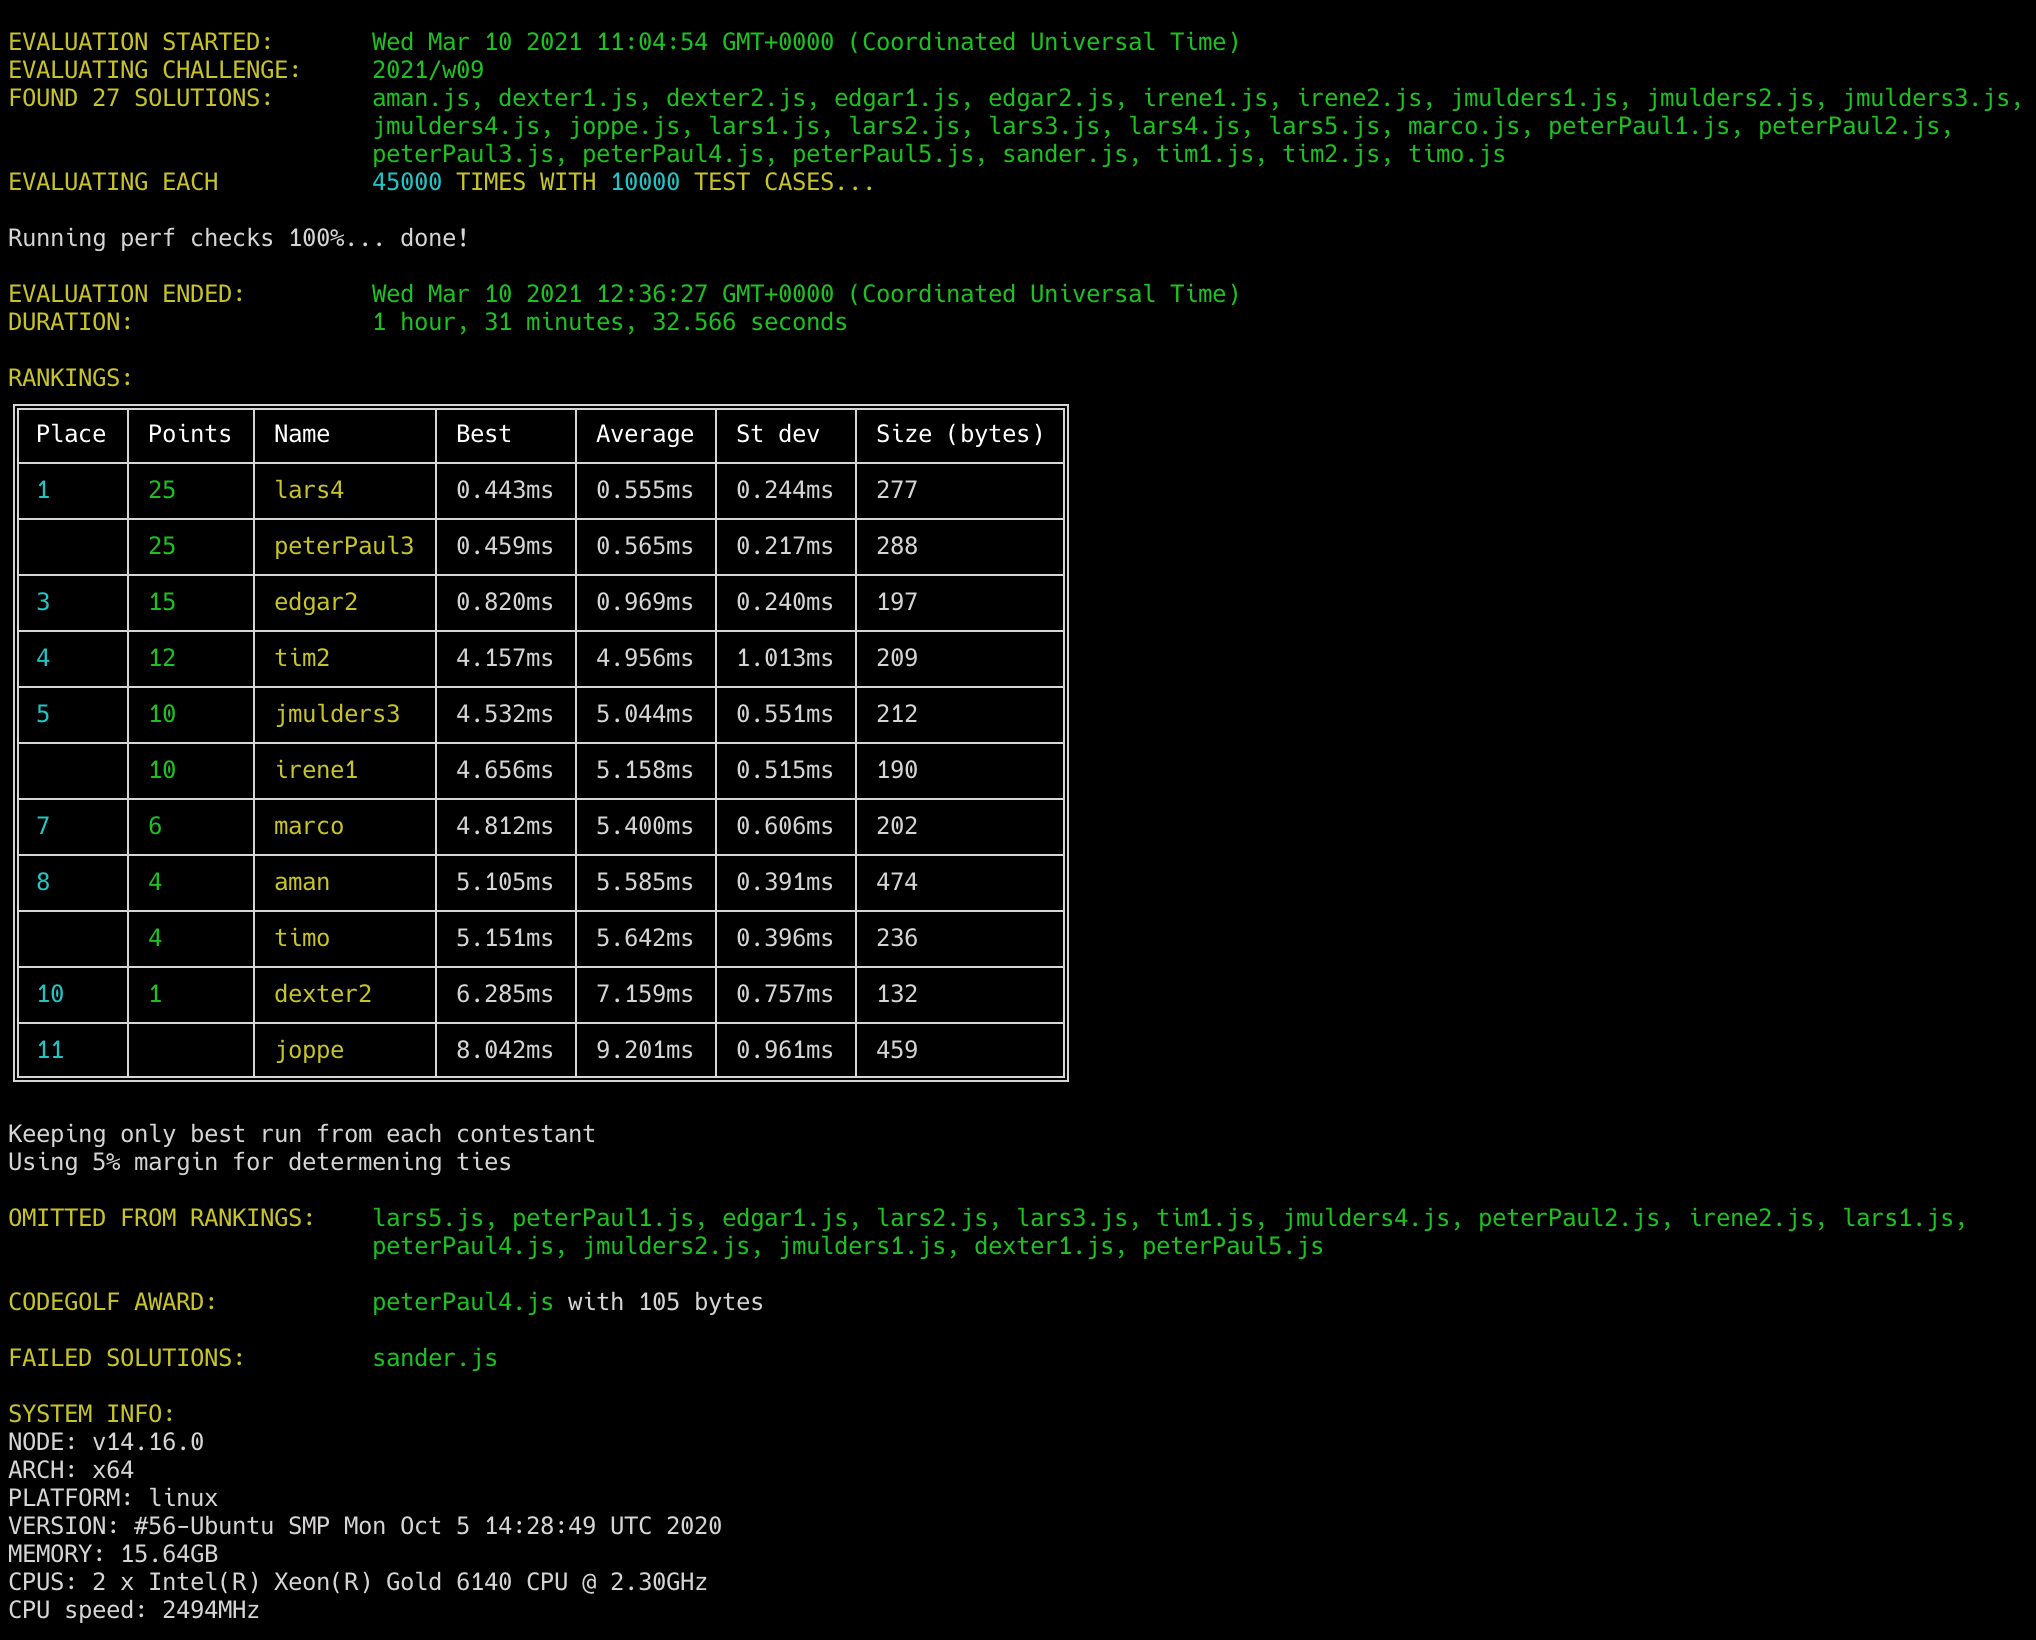 EVALUATION STARTED: Wed Mar 10 2021 11:04:54 GMT+0000 (Coordinated Universal Time)
EVALUATING CHALLENGE: 2021/w09
FOUND 27 SOLUTIONS: aman.js, dexter1.js, dexter2.js, edgar1.js, edgar2.js, irene1.js, irene2.js, jmulders1.js, jmulders2.js, jmulders3.js,
jmulders4.js, joppe.js, lars1.js, lars2.js, lars3.js, lars4.js, lars5.js, marco.js, peterPaul1.js, peterPaul2.js,
peterPaul3.js, peterPaul4.js, peterPaul5.js, sander.js, tim1.js, tim2.js, timo.js
EVALUATING EACH 45000 TIMES WITH 10000 TEST CASES...
Running perf checks 100%... done!
EVALUATION ENDED: Wed Mar 10 2021 12:36:27 GMT+0000 (Coordinated Universal Time)
DURATION: 1 hour, 31 minutes, 32.566 seconds
RANKINGS:
Place Points Name Best Average St dev Size (bytes)
1 25 lars4 0.443ms 0.555ms 0.244ms 277
25 peterPaul3 0.459ms 0.565ms 0.217ms 288
3 15 edgar2 0.820ms 0.969ms 0.240ms 197
4 12 tim2 4.157ms 4.956ms 1.013ms 209
5 10 jmulders3 4.532ms 5.044ms 0.551ms 212
10 irene1 4.656ms 5.158ms 0.515ms 190
7 6 marco 4.812ms 5.400ms 0.606ms 202
8 4 aman 5.105ms 5.585ms 0.391ms 474
4 timo 5.151ms 5.642ms 0.396ms 236
10 1 dexter2 6.285ms 7.159ms 0.757ms 132
11 joppe 8.042ms 9.201ms 0.961ms 459
Keeping only best run from each contestant
Using 5% margin for determening ties
OMITTED FROM RANKINGS: lars5.js, peterPaul1.js, edgar1.js, lars2.js, lars3.js, tim1.js, jmulders4.js, peterPaul2.js, irene2.js, lars1.js,
peterPaul4.js, jmulders2.js, jmulders1.js, dexter1.js, peterPaul5.js
CODEGOLF AWARD: peterPaul4.js with 105 bytes
FAILED SOLUTIONS: sander.js
SYSTEM INFO:
NODE: v14.16.0
ARCH: x64
PLATFORM: linux
VERSION: #56-Ubuntu SMP Mon Oct 5 14:28:49 UTC 2020
MEMORY: 15.64GB
CPUS: 2 x Intel(R) Xeon(R) Gold 6140 CPU @ 2.30GHz
CPU speed: 2494MHz